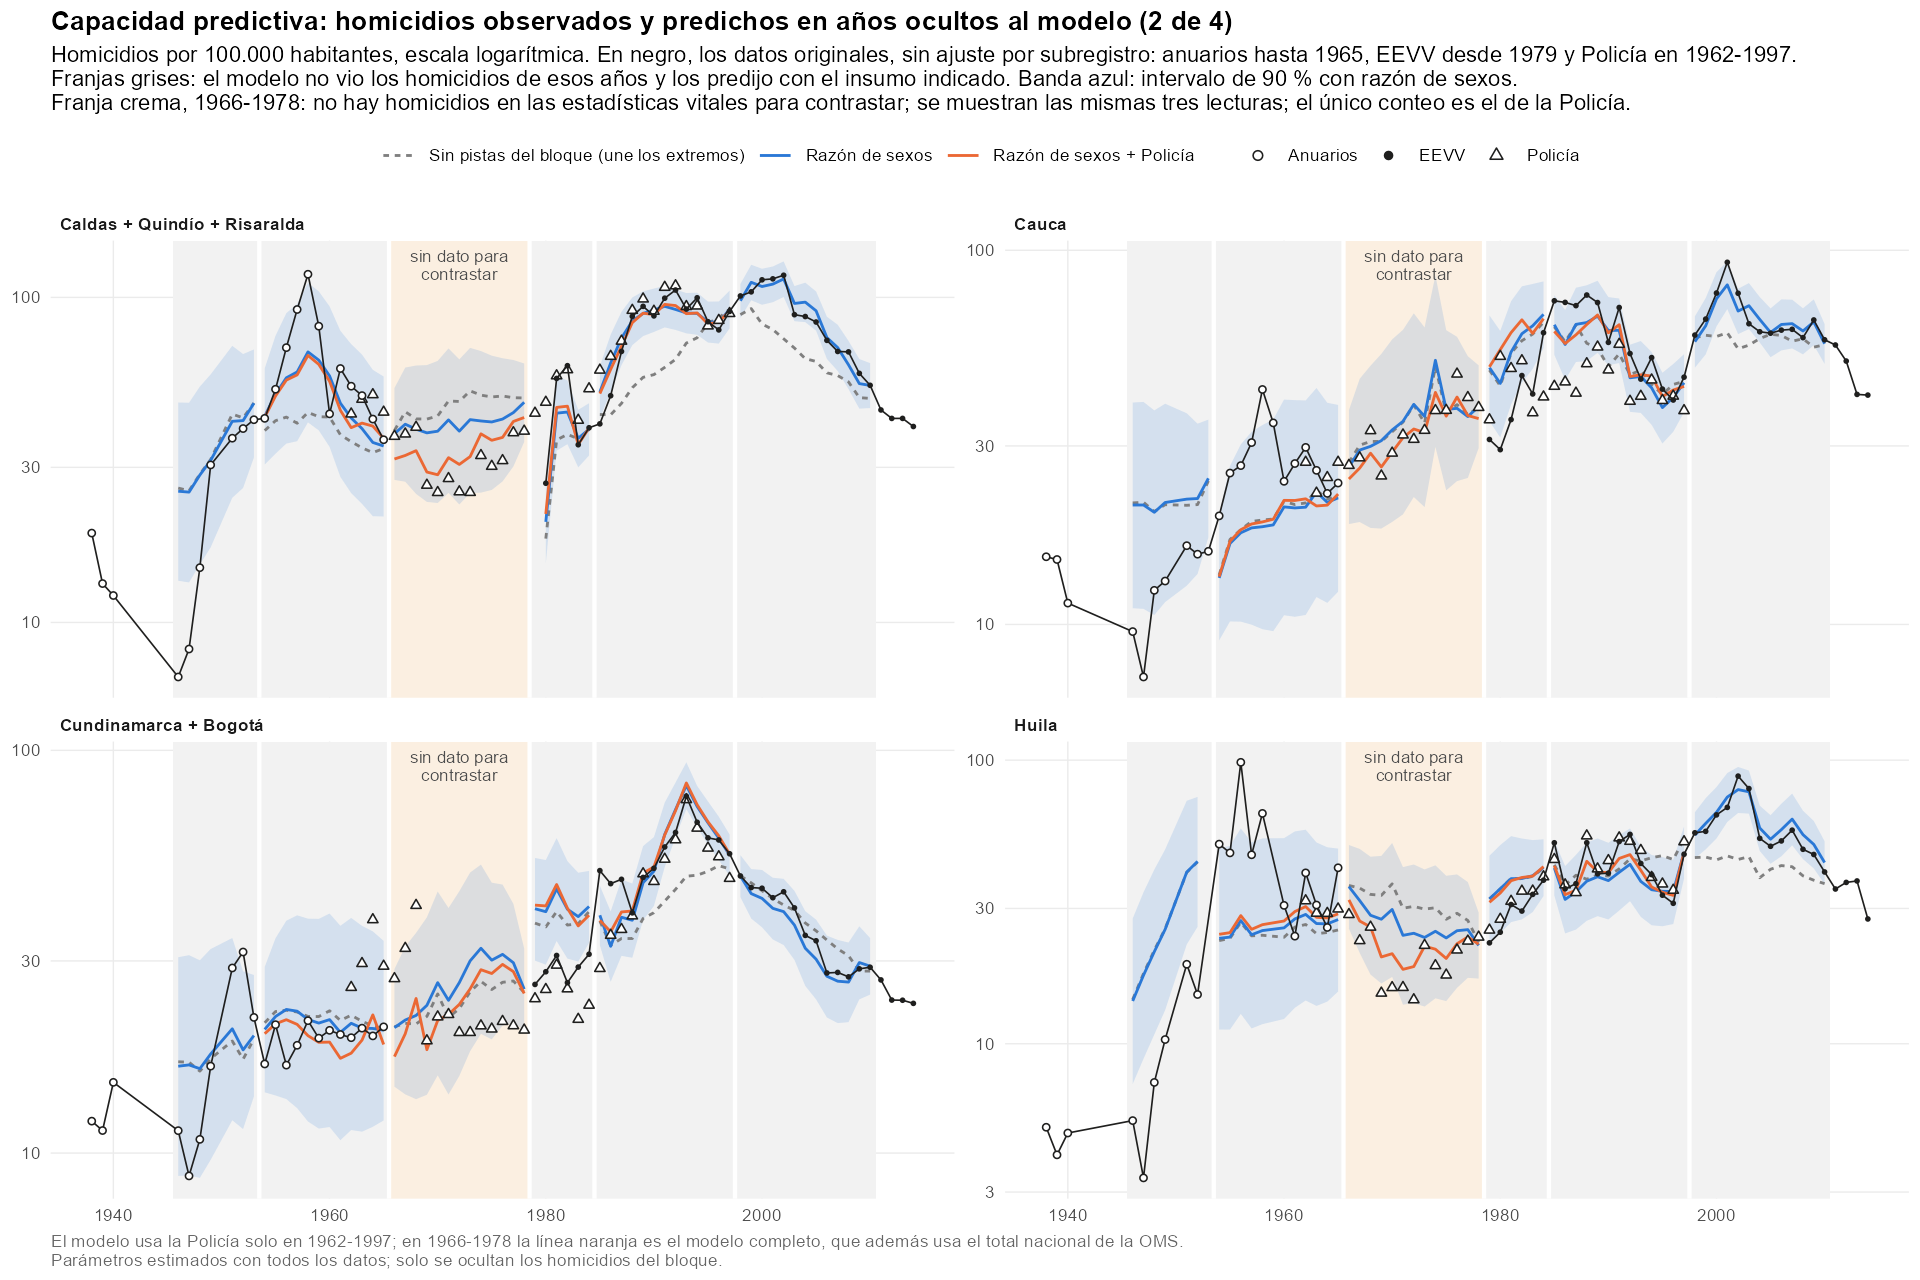 Capacidad predictiva: homicidios observados y predichos en años ocultos al modelo (2 de 4)
Homicidios por 100.000 habitantes, escala logarítmica. En negro, los datos originales, sin ajuste por subregistro: anuarios hasta 1965, EEVV desde 1979 y Policía en 1962-1997.
Franjas grises: el modelo no vio los homicidios de esos años y los predijo con el insumo indicado. Banda azul: intervalo de 90 % con razón de sexos.
Franja crema, 1966-1978: no hay homicidios en las estadísticas vitales para contrastar; se muestran las mismas tres lecturas; el único conteo es el de la Policía.
Sin pistas del bloque (une los extremos) Razón de sexos Razón de sexos + Policía Anuarios EEVV Policía
Caldas + Quindío + Risaralda
sin dato para
contrastar
100
30
10
Cauca
sin dato para
contrastar
100
30
10
Cundinamarca + Bogotá
sin dato para
contrastar
100
30
10
1940 1960 1980 2000
Huila
sin dato para
contrastar
100
30
10
3
1940 1960 1980 2000
El modelo usa la Policía solo en 1962-1997; en 1966-1978 la línea naranja es el modelo completo, que además usa el total nacional de la OMS.
Parámetros estimados con todos los datos; solo se ocultan los homicidios del bloque.